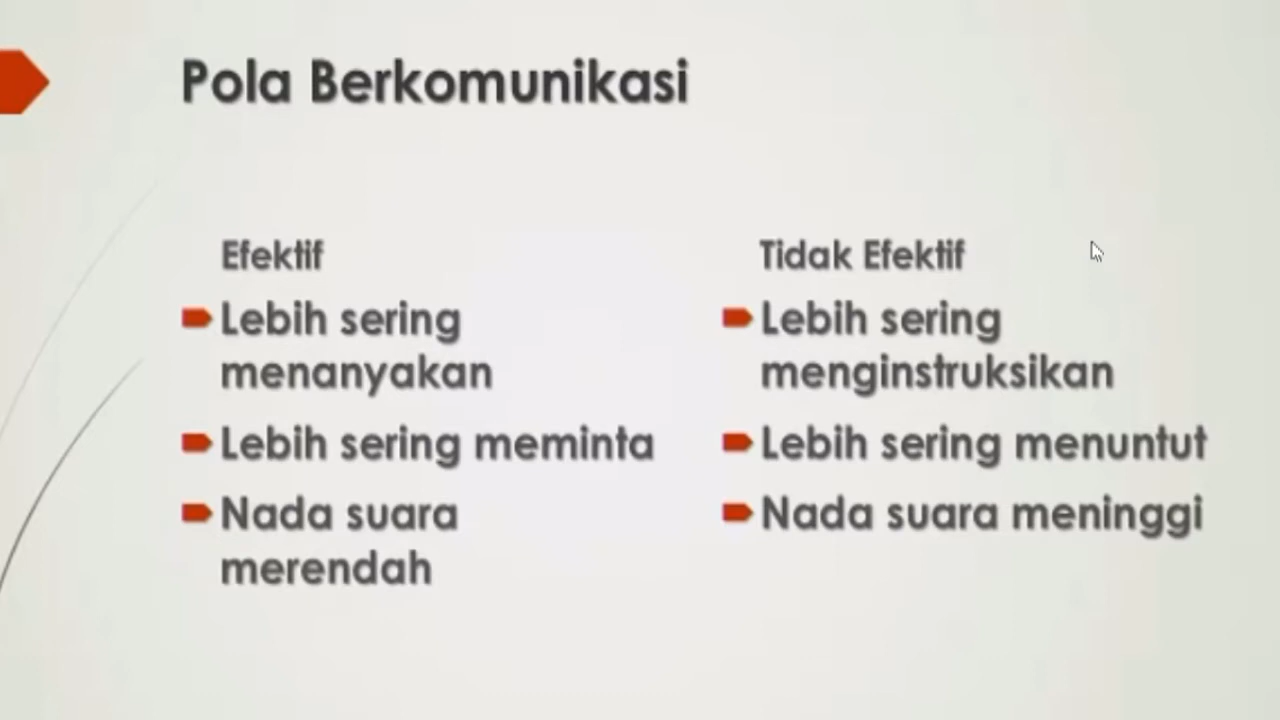 Pola Berkomunikasi
Efektif
Lebih sering
menanyakan
Lebih sering meminta
Nada suara
merendah
Tidak Efektif
Lebih sering
menginstruksikan
Lebih sering menuntut
Nada suara meninggi